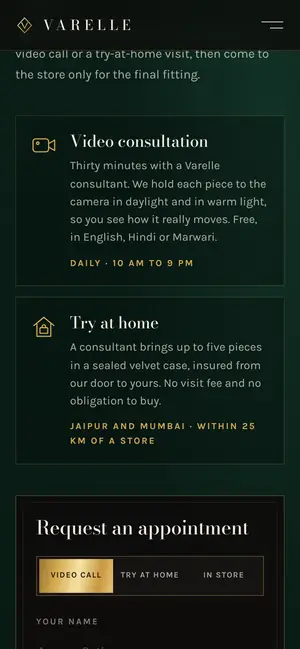 VARELLE
video call or a try-at-home visit, then come to
the store only for the final fitting.
Video consultation
Thirty minutes with a Varelle
consultant. We hold each piece to the
camera in daylight and in warm light,
so you see how it really moves. Free,
in English, Hindi or Marwari.
DAILY · 10 AM TO 9 PM
Try at home
A consultant brings up to five pieces
in a sealed velvet case, insured from
our door to yours. No visit fee and no
obligation to buy.
JAIPUR AND MUMBAI · WITHIN 25
KM OF A STORE
Request an appointment
VIDEO CALL TRY AT HOME IN STORE
YOUR NAME